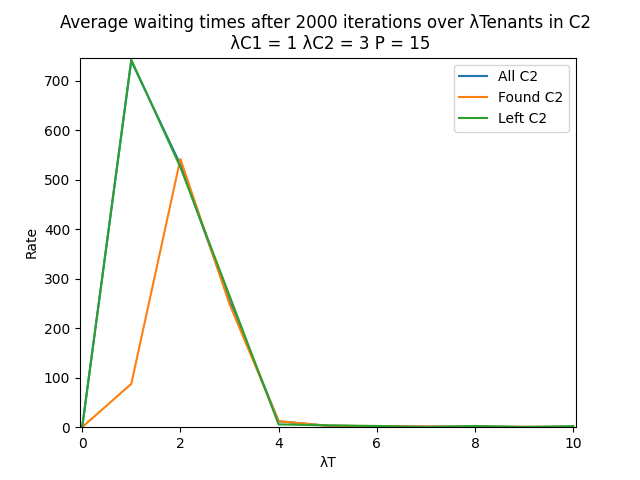 Average waiting times after 2000 iterations over λTenants in C2
λC1 = 1 λC2 = 3 P = 15
All C2
Found C2
Left C2
Rate
700
600
500
400
300
200
100
0
0 2 4 6 8 10
λT